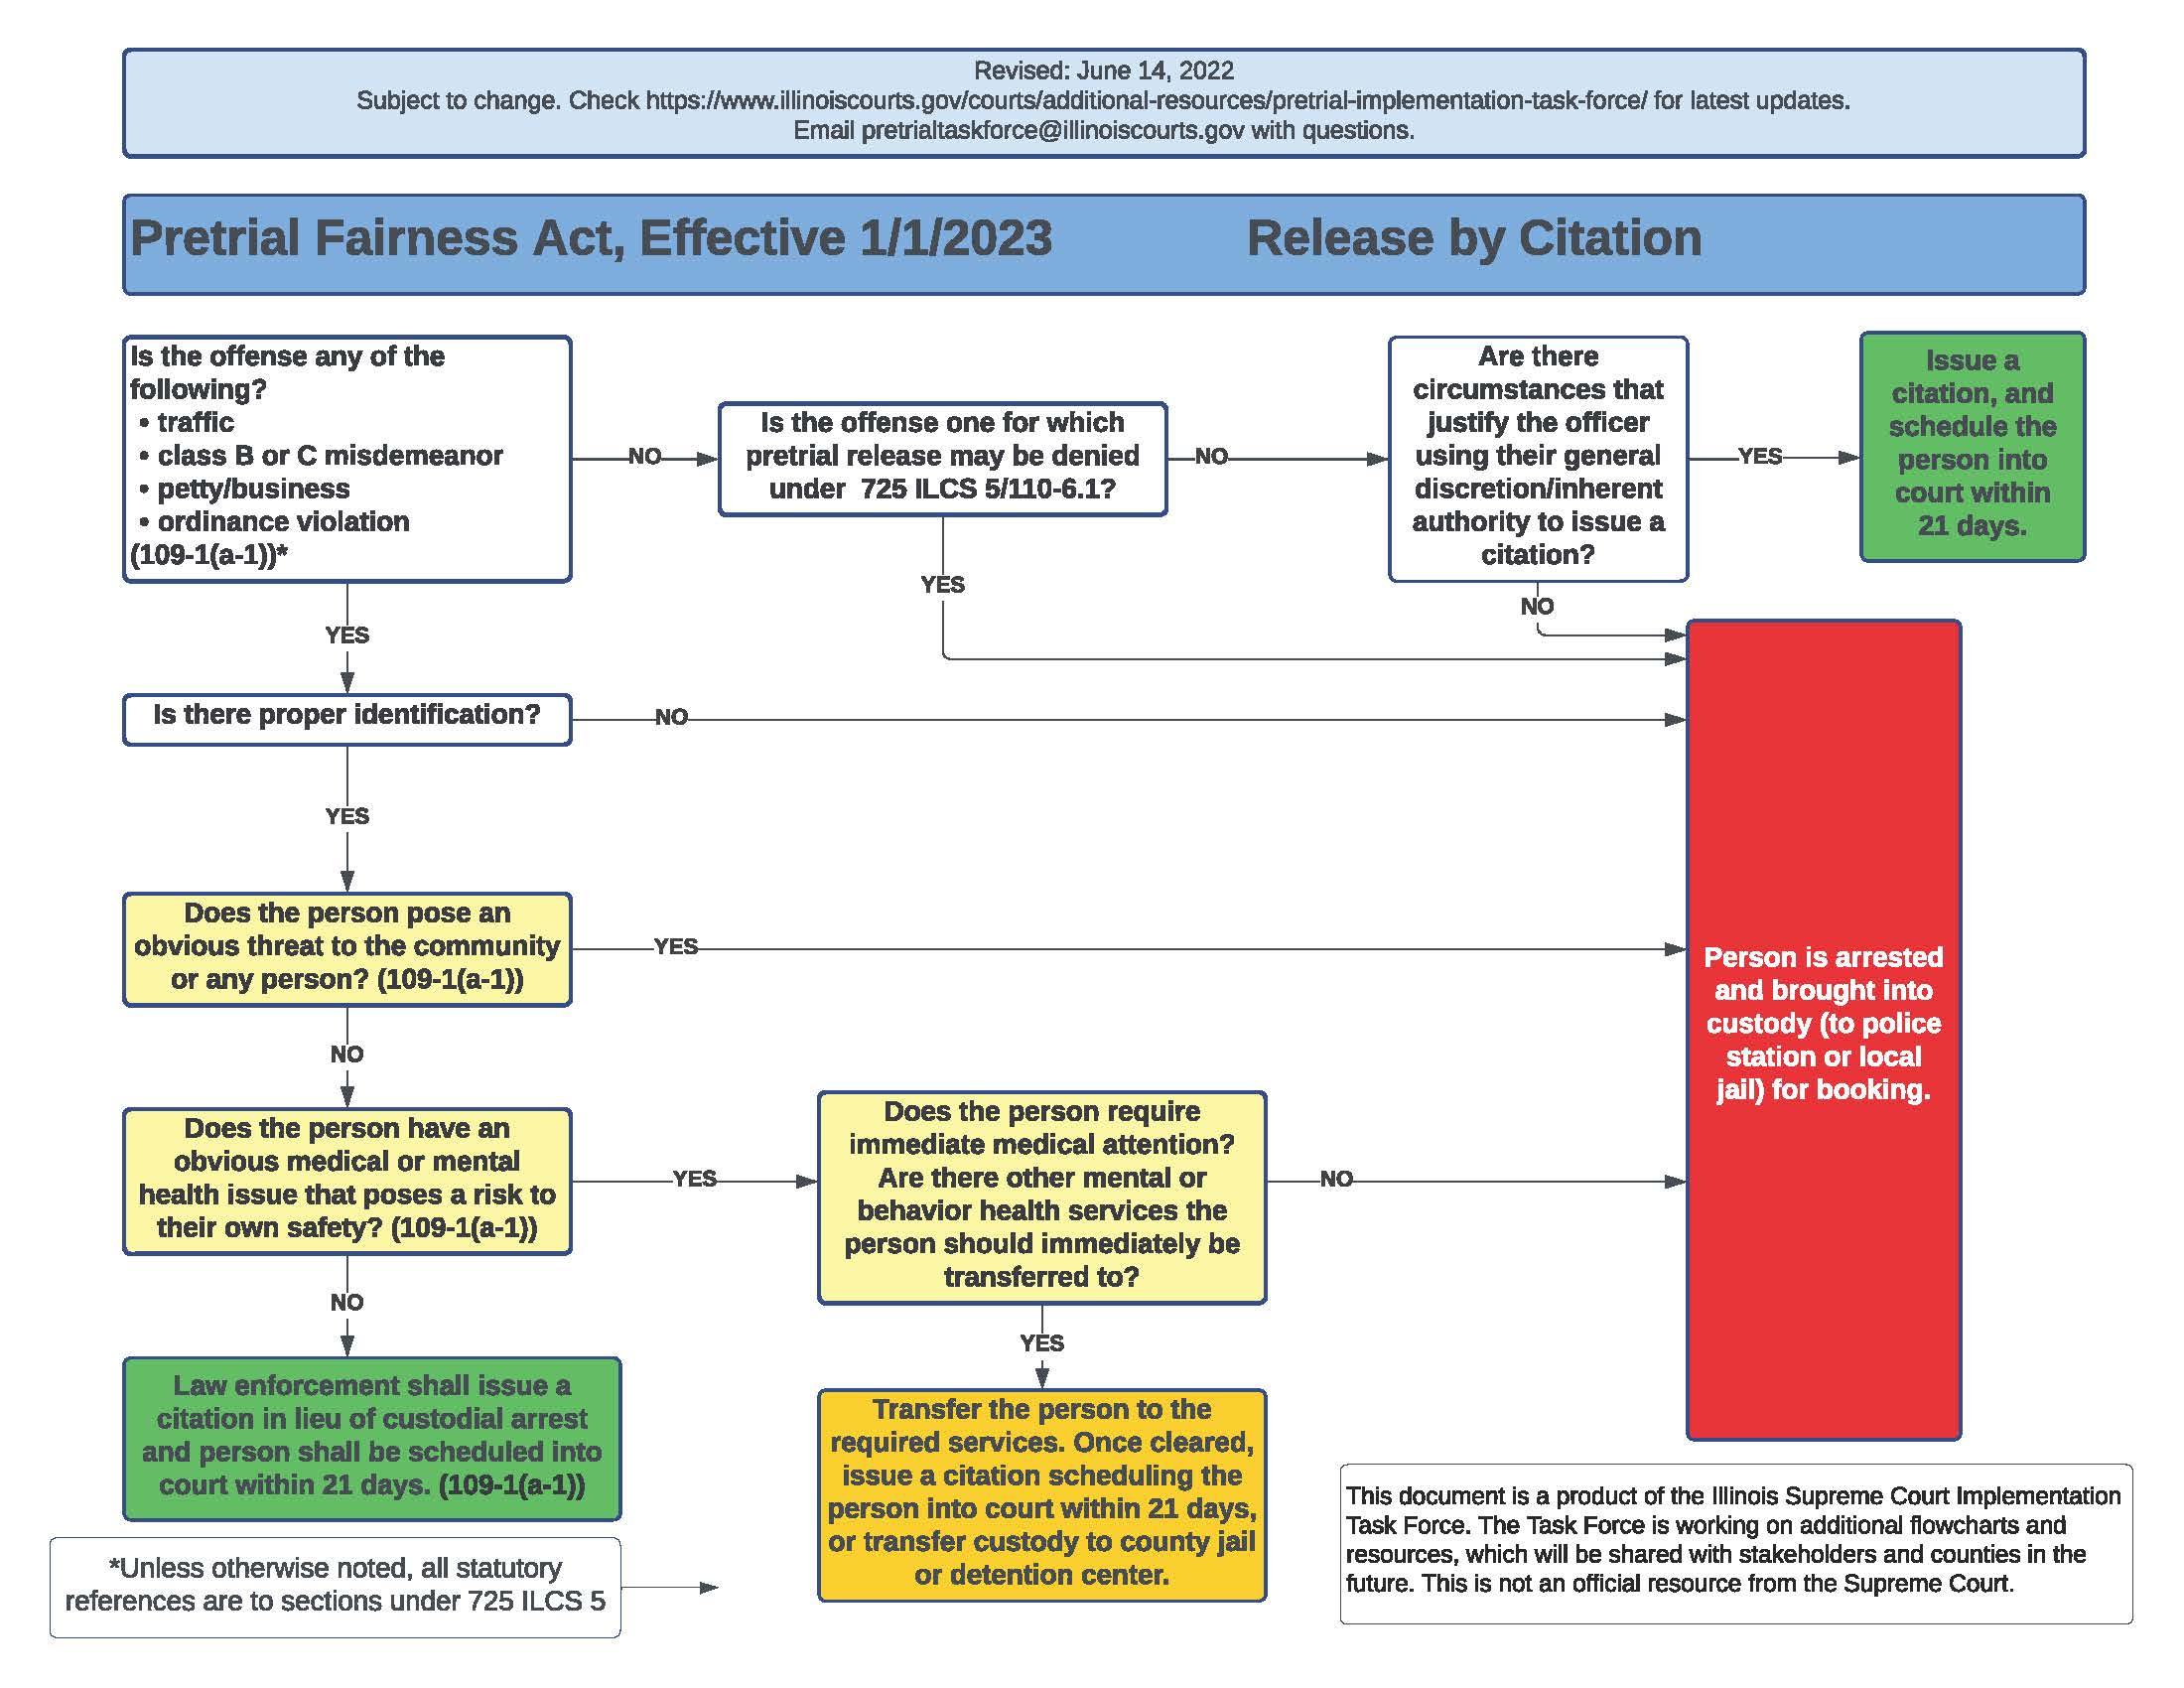 Revised: June 14, 2022
Subject to change. Check https://www.illinoiscourts.gov/courts/additional-resources/pretrial-implementation-task-force/ for latest updates.
Email pretrialtaskforce@illinoiscourts.gov with questions.
Pretrial Fairness Act, Effective 1/1/2023 Release by Citation
Is the offense any of the
following?
• traffic
• class B or C misdemeanor
• petty/business
• ordinance violation
(109-1(a-1))*
NO
Is the offense one for which
pretrial release may be denied
under 725 ILCS 5/110-6.1?
NO
Are there
circumstances that
justify the officer
using their general
discretion/inherent
authority to issue a
citation?
YES
Issue a
citation, and
schedule the
person into
court within
21 days.
YES
NO
YES
Is there proper identification?
NO
YES
Does the person pose an
obvious threat to the community
or any person? (109-1(a-1))
YES
Person is arrested
and brought into
custody (to police
station or local
jail) for booking.
NO
Does the person have an
obvious medical or mental
health issue that poses a risk to
their own safety? (109-1(a-1))
YES
Does the person require
immediate medical attention?
Are there other mental or
behavior health services the
person should immediately be
transferred to?
NO
NO
YES
Law enforcement shall issue a
citation in lieu of custodial arrest
and person shall be scheduled into
court within 21 days. (109-1(a-1))
Transfer the person to the
required services. Once cleared,
issue a citation scheduling the
person into court within 21 days,
or transfer custody to county jail
or detention center.
This document is a product of the Illinois Supreme Court Implementation
Task Force. The Task Force is working on additional flowcharts and
resources, which will be shared with stakeholders and counties in the
future. This is not an official resource from the Supreme Court.
*Unless otherwise noted, all statutory
references are to sections under 725 ILCS 5